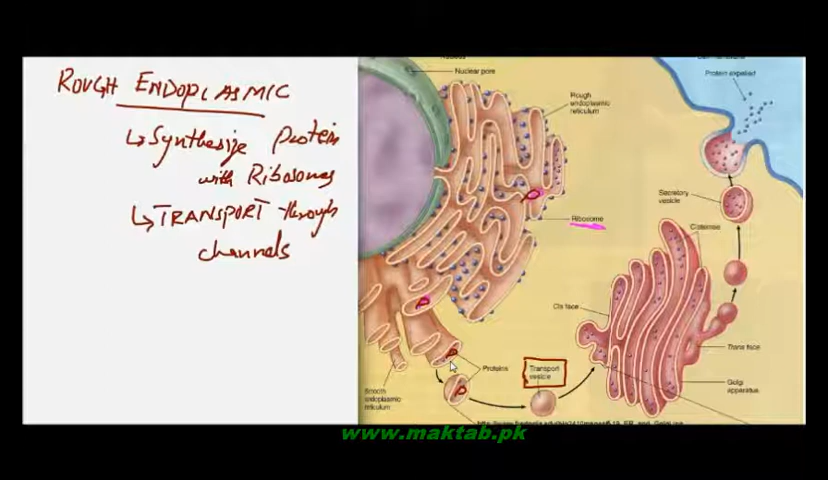 ROUGH ENDOPLASMIC
↳ Synthesize Protein
with Ribosomes
↳ TRANSPORT through
channels
Nuclear pore
Rough
endoplasmic
reticulum
Protein expelled
Secretory
vesicle
Ribosome
Cisternae
Cis face
Trans face
Proteins
Transport
vesicle
Golgi
apparatus
Smooth
endoplasmic
reticulum
www.maktab.pk